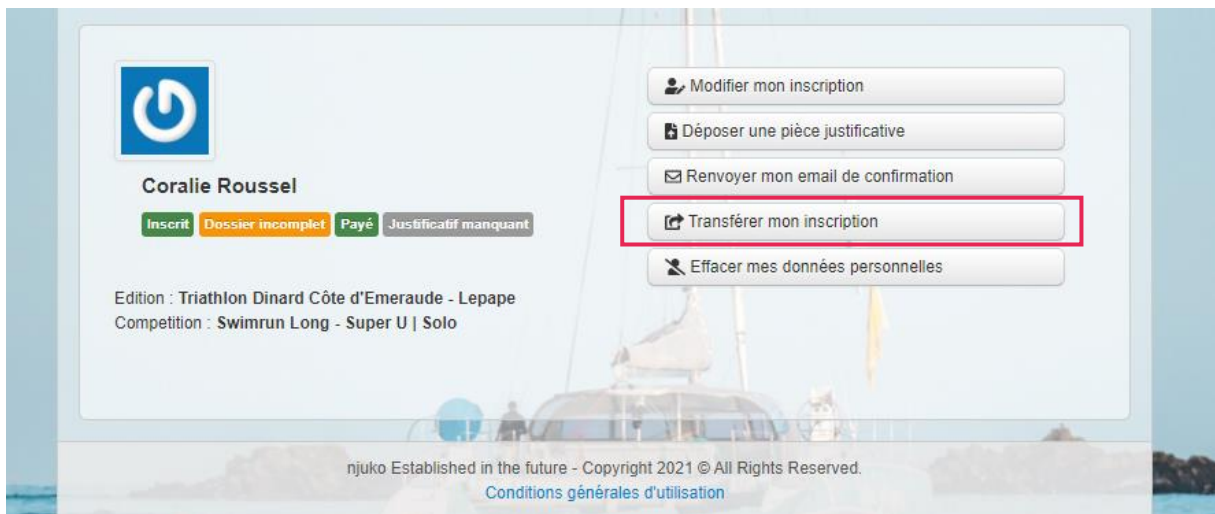 Coralie Roussel
Inscrit Dossier incomplet Payé Justificatif manquant
Edition : Triathlon Dinard Côte d'Emeraude - Lepape
Competition : Swimrun Long - Super U | Solo
Modifier mon inscription
Déposer une pièce justificative
Renvoyer mon email de confirmation
Transférer mon inscription
Effacer mes données personnelles
njuko Established in the future - Copyright 2021 © All Rights Reserved.
Conditions générales d'utilisation